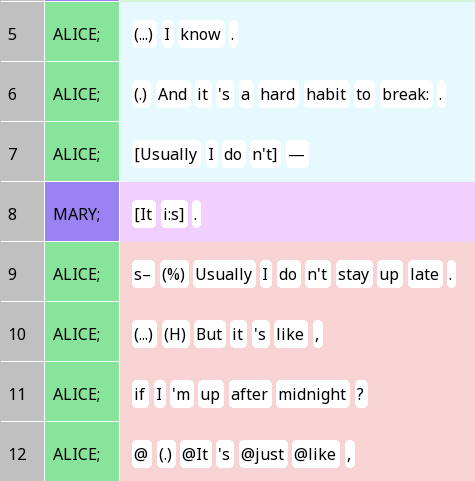 5 ALICE; (...) I know .
6 ALICE; (.) And it 's a hard habit to break: .
7 ALICE; [Usually I do n't] —
8 MARY; [It i:s] .
9 ALICE; s– (%) Usually I do n't stay up late .
10 ALICE; (...) (H) But it 's like ,
11 ALICE; if I 'm up after midnight ?
12 ALICE; @ (.) @It 's @just @like ,